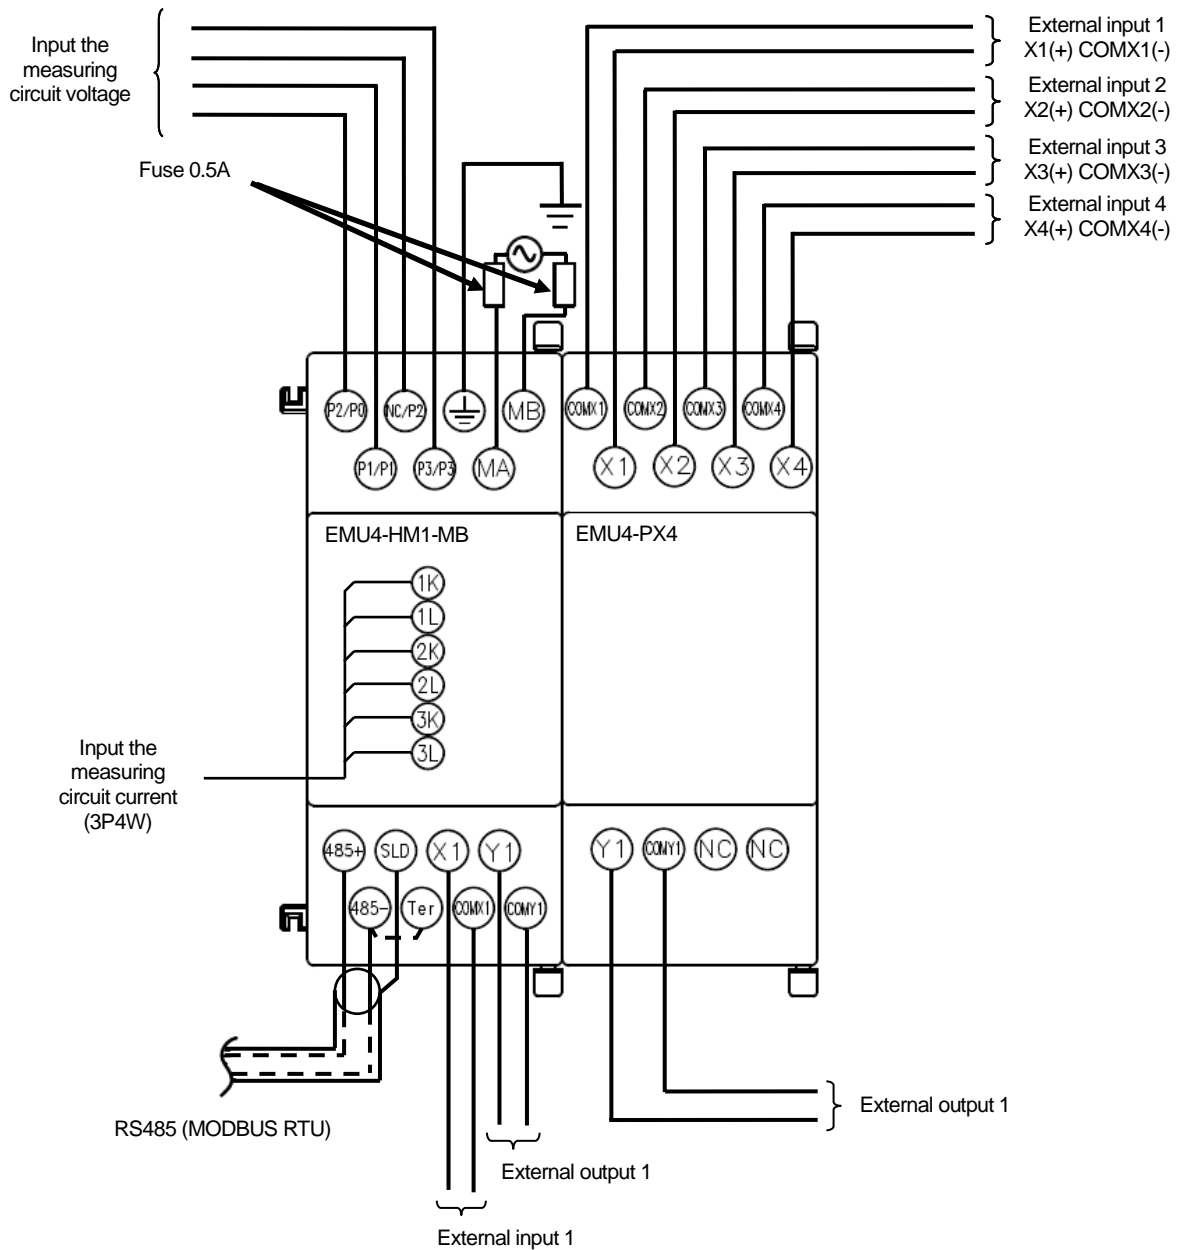 Input the
measuring
circuit voltage
Fuse 0.5A
External input 1
X1(+) COMX1(-)
External input 2
X2(+) COMX2(-)
External input 3
X3(+) COMX3(-)
External input 4
X4(+) COMX4(-)
P2/P0
NC/P2
MB
COMX1
COMX2
COMX3
COMX4
P1/P1
P3/P3
MA
X1
X2
X3
X4
EMU4-HM1-MB
EMU4-PX4
1K
1L
2K
2L
3K
3L
Input the
measuring
circuit current
(3P4W)
485+
SLD
X1
Y1
Y1
COMY1
NC
NC
485-
Ter
COMX1
COMY1
RS485 (MODBUS RTU)
External output 1
External output 1
External input 1